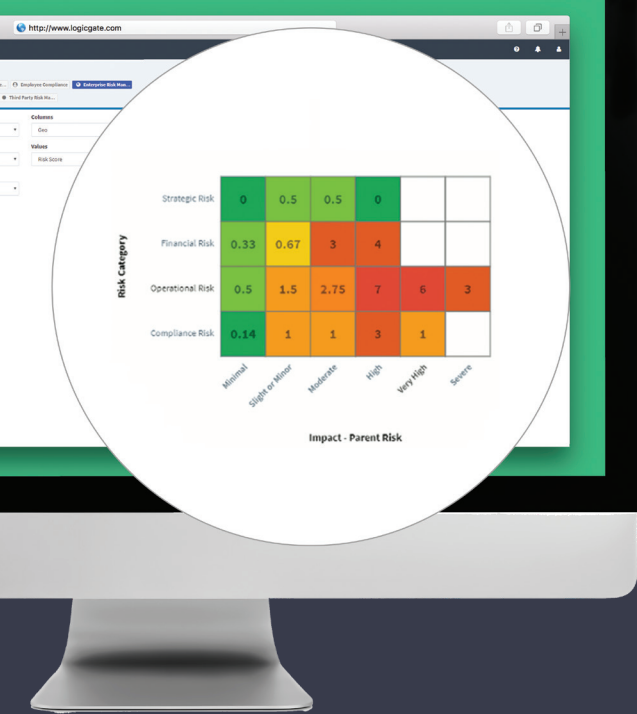 http://www.logicgate.com
Employee Compliance
Enterprise Risk Man...
Third Party Risk Ma...
Columns
Geo
Values
Risk Score
Risk Category
Strategic Risk 0 0.5 0.5 0
Financial Risk 0.33 0.67 3 4
Operational Risk 0.5 1.5 2.75 7 6 3
Compliance Risk 0.14 1 1 3 1
Minimal Slight or Minor Moderate High Very High Severe
Impact - Parent Risk